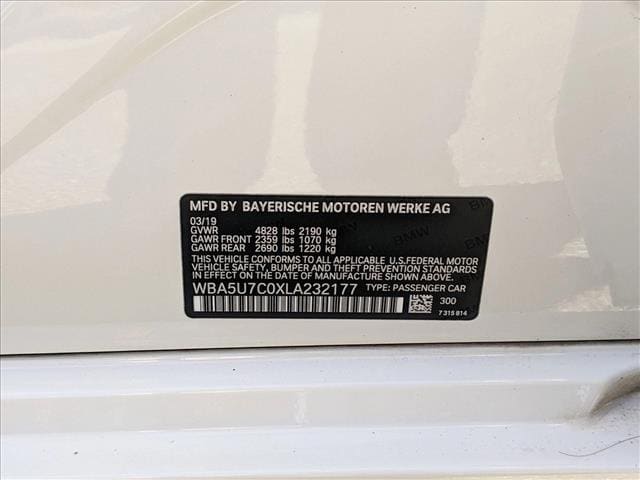 MFD BY BAYERISCHE MOTOREN WERKE AG
03/19
GVWR 4828 lbs 2190 kg
GAWR FRONT 2359 lbs 1070 kg
GAWR REAR 2690 lbs 1220 kg
THIS VEHICLE CONFORMS TO ALL APPLICABLE U.S.FEDERAL MOTOR
VEHICLE SAFETY, BUMPER AND THEFT PREVENTION STANDARDS
IN EFFECT ON THE DATE OF MANUFACTURE SHOWN ABOVE.
WBA5U7C0XLA232177 TYPE: PASSENGER CAR
300
7 315 814
BMW